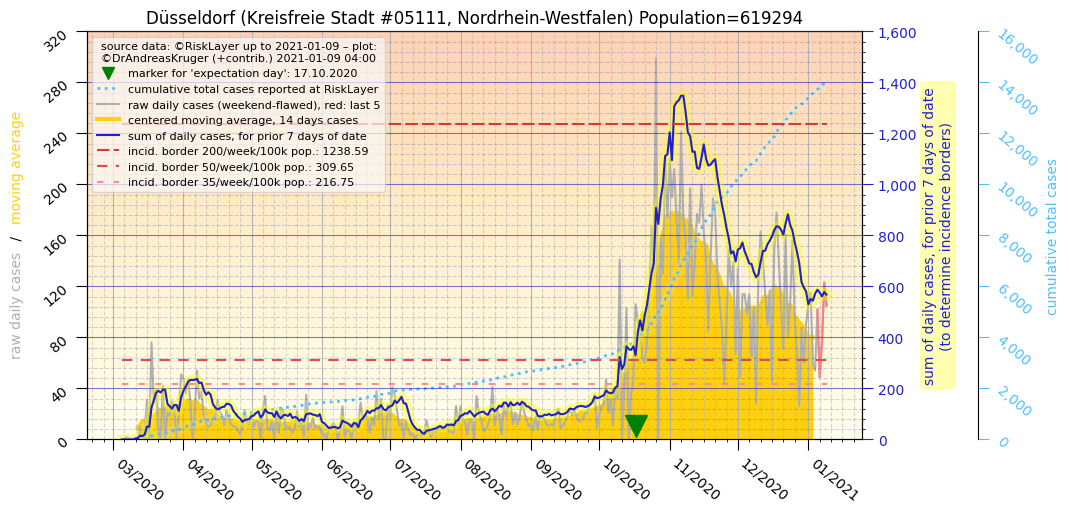 Düsseldorf (Kreisfreie Stadt #05111, Nordrhein-Westfalen) Population=619294
source data: ©RiskLayer up to 2021-01-09 – plot:
©DrAndreasKruger (+contrib.) 2021-01-09 04:00
marker for 'expectation day': 17.10.2020
cumulative total cases reported at RiskLayer
raw daily cases (weekend-flawed), red: last 5
centered moving average, 14 days cases
sum of daily cases, for prior 7 days of date
incid. border 200/week/100k pop.: 1238.59
incid. border 50/week/100k pop.: 309.65
incid. border 35/week/100k pop.: 216.75
raw daily cases / moving average
320
280
240
200
160
120
80
40
0
03/2020
04/2020
05/2020
06/2020
07/2020
08/2020
09/2020
10/2020
11/2020
12/2020
01/2021
1,600
1,400
1,200
1,000
800
600
400
200
0
sum of daily cases, for prior 7 days of date
(to determine incidence borders)
16,000
14,000
12,000
10,000
8,000
6,000
4,000
2,000
0
cumulative total cases